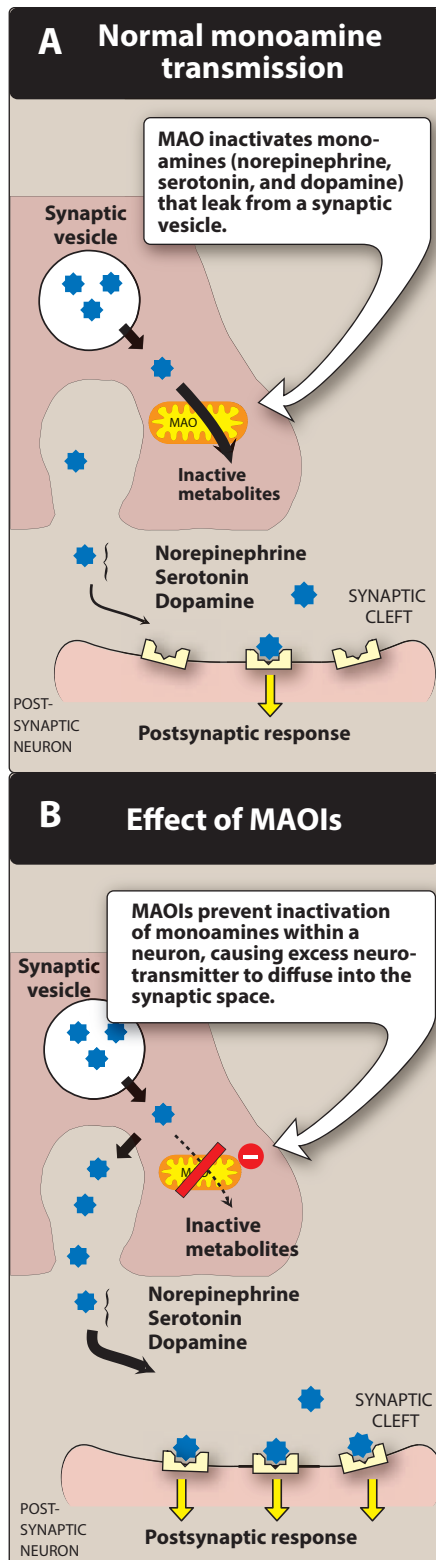 A
Normal monoamine
transmission
MAO inactivates mono-
amines (norepinephrine,
serotonin, and dopamine)
that leak from a synaptic
vesicle.
Synaptic
vesicle
MAO
Inactive
metabolites
Norepinephrine
Serotonin
Dopamine
SYNAPTIC
CLEFT
POST-
SYNAPTIC
NEURON
Postsynaptic response
B
Effect of MAOIs
MAOIs prevent inactivation
of monoamines within a
neuron, causing excess neuro-
transmitter to diffuse into the
synaptic space.
Synaptic
vesicle
MAO
Inactive
metabolites
Norepinephrine
Serotonin
Dopamine
SYNAPTIC
CLEFT
POST-
SYNAPTIC
NEURON
Postsynaptic response